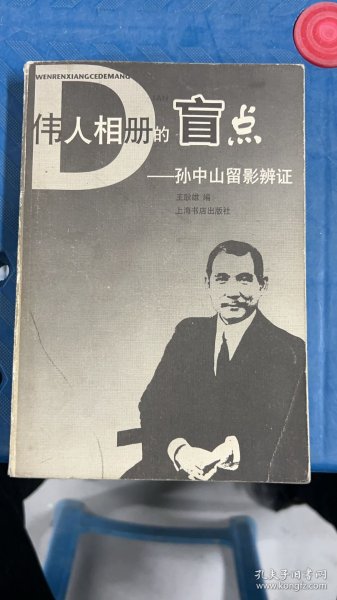 WENRENXIANGCEDEMANG
D
伟人相册的盲点
——孙中山留影辨证
王耿雄 编
上海书店出版社
孔夫子旧书网